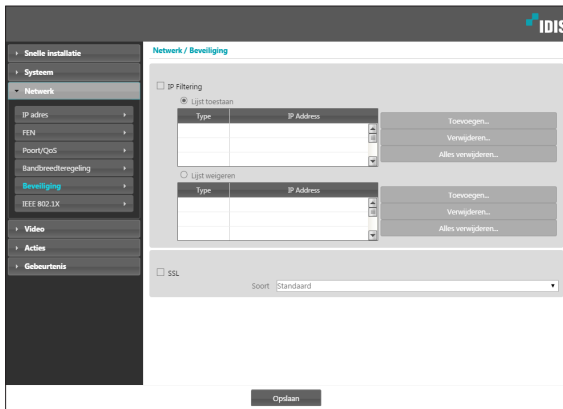 IDIS
Snelle installatie
Systeem
Netwerk
IP adres
FEN
Poort/QoS
Bandbreedteregeling
Beveiliging
IEEE 802.1X
Video
Acties
Gebeurtenis
Netwerk / Beveiliging
IP Filtering
Lijst toestaan
Type IP Address
Toevoegen...
Verwijderen...
Alles verwijderen...
Lijst weigeren
Type IP Address
Toevoegen...
Verwijderen...
Alles verwijderen...
SSL
Soort Standaard
Opslaan